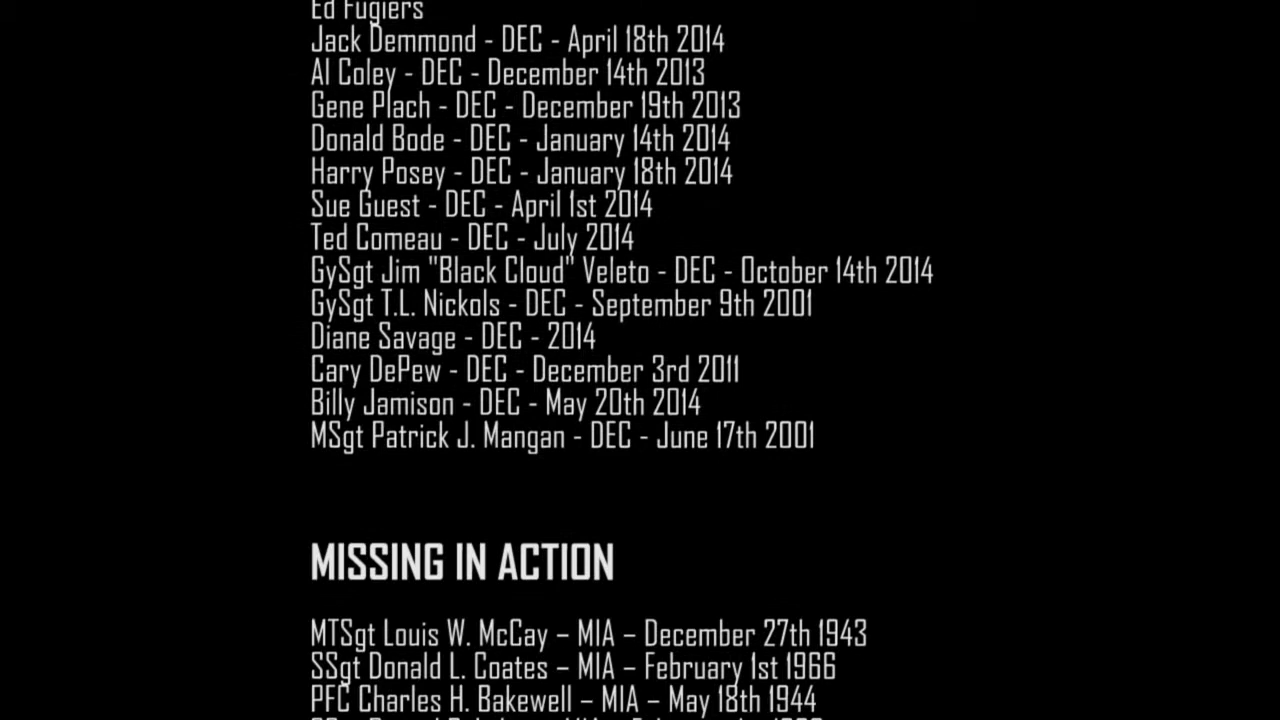 Ed Fugiers
Jack Demmond - DEC - April 18th 2014
Al Coley - DEC - December 14th 2013
Gene Plach - DEC - December 19th 2013
Donald Bode - DEC - January 14th 2014
Harry Posey - DEC - January 18th 2014
Sue Guest - DEC - April 1st 2014
Ted Comeau - DEC - July 2014
GySgt Jim "Black Cloud" Veleto - DEC - October 14th 2014
GySgt T.L. Nickols - DEC - September 9th 2001
Diane Savage - DEC - 2014
Cary DePew - DEC - December 3rd 2011
Billy Jamison - DEC - May 20th 2014
MSgt Patrick J. Mangan - DEC - June 17th 2001
MISSING IN ACTION
MTSgt Louis W. McCay – MIA – December 27th 1943
SSgt Donald L. Coates – MIA – February 1st 1966
PFC Charles H. Bakewell – MIA – May 18th 1944